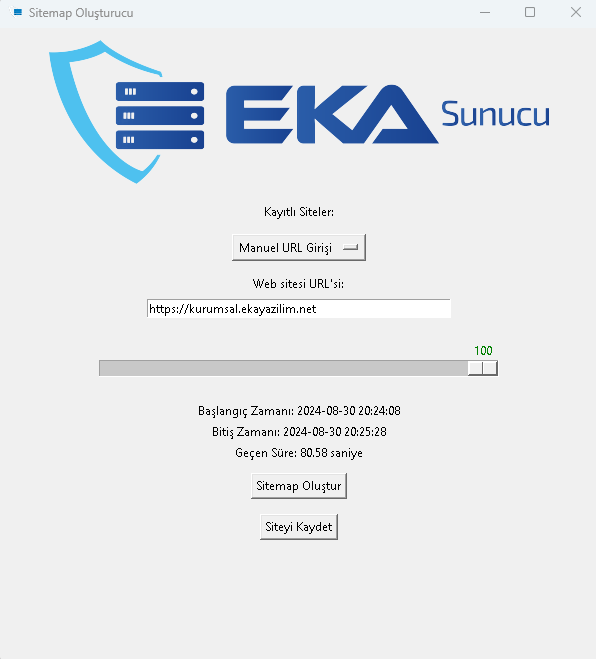 Sitemap Oluşturucu
EKA Sunucu
Kayıtlı Siteler:
Manuel URL Girişi
Web sitesi URL'si:
https://kurumsal.ekayazilim.net
100
Başlangıç Zamanı: 2024-08-30 20:24:08
Bitiş Zamanı: 2024-08-30 20:25:28
Geçen Süre: 80.58 saniye
Sitemap Oluştur
Siteyi Kaydet